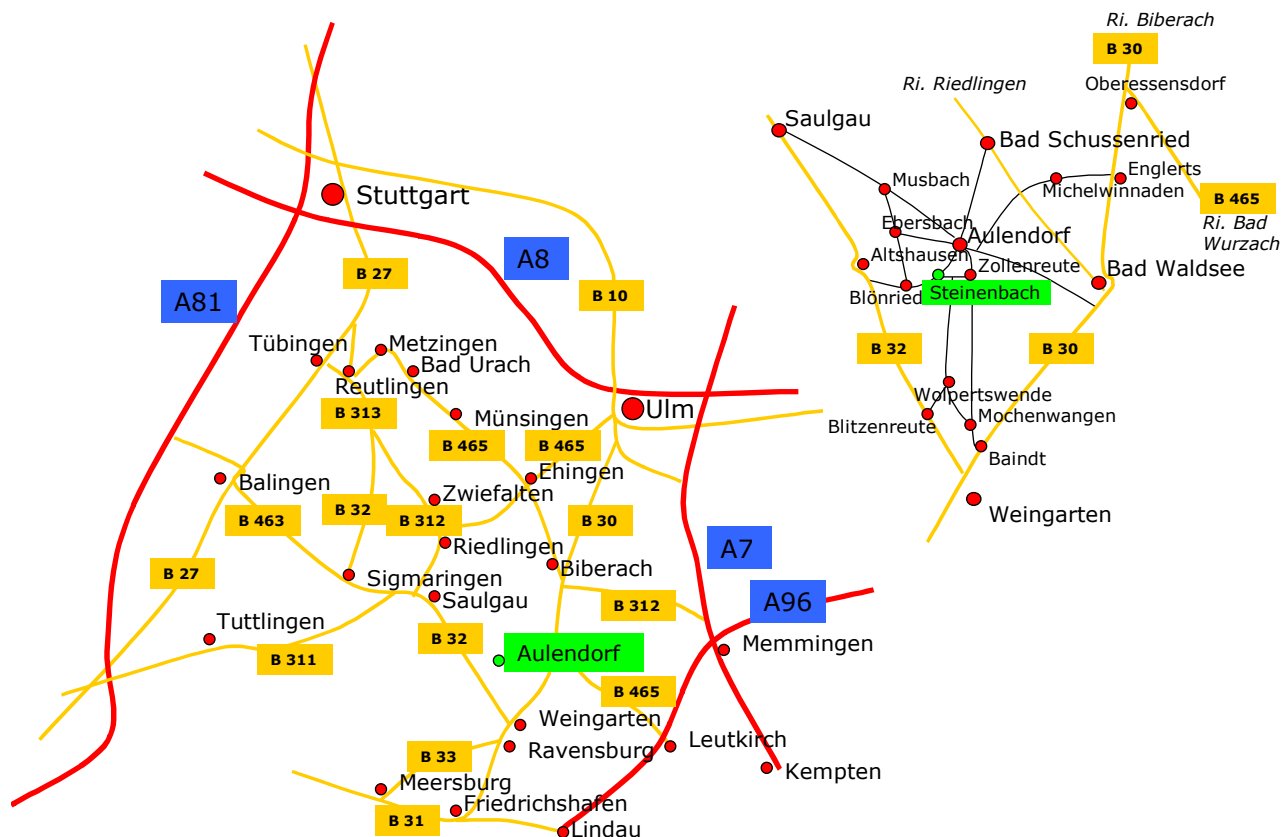 Ri. Biberach
B 30
Ri. Riedlingen
Oberessensdorf
Saulgau
Bad Schussenried
Englerts
Musbach
Michelwinnaden
B 465
Stuttgart
Ebersbach
Ri. Bad
Wurzach
Aulendorf
A8
Altshausen
Zollenreute
Bad Waldsee
B 27
Blönried
Steinenbach
A81
B 10
Tübingen
Metzingen
B 32
B 30
Bad Urach
Reutlingen
Wolpertswende
B 313
Ulm
Münsingen
Mochenwangen
Blitzenreute
B 465
B 465
Baindt
Ehingen
Balingen
Zwiefalten
B 32
Weingarten
B 463
B 312
B 30
Riedlingen
A7
Biberach
B 27
Sigmaringen
Saulgau
A96
B 312
Tuttlingen
B 32
Memmingen
Aulendorf
B 311
B 465
Weingarten
Ravensburg
Leutkirch
B 33
Kempten
Meersburg
Friedrichshafen
B 31
Lindau